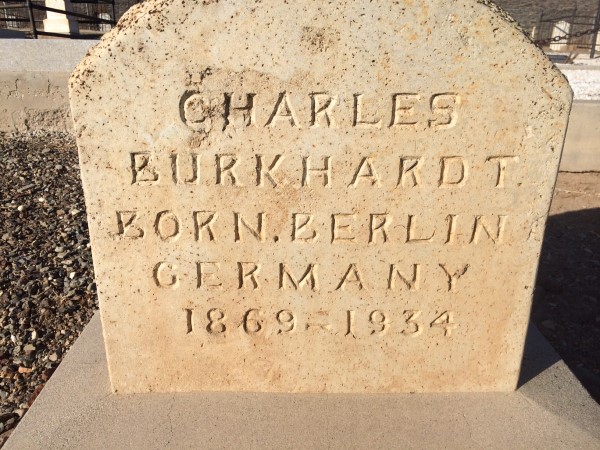 CHARLES
BURKHARDT
BORN. BERLIN
GERMANY
1869-1934